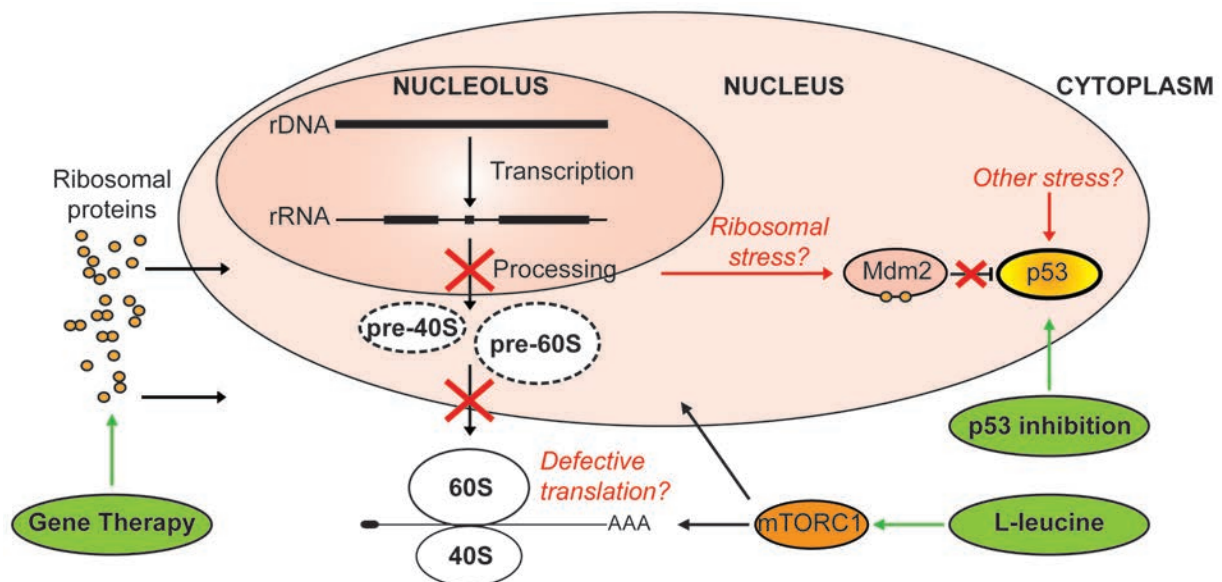 NUCLEOLUS
NUCLEUS
CYTOPLASM
rDNA
Transcription
rRNA
Processing
Ribosomal
proteins
Other stress?
Ribosomal
stress?
Mdm2
p53
pre-40S
pre-60S
p53 inhibition
Gene Therapy
60S
40S
AAA
Defective
translation?
mTORC1
L-leucine